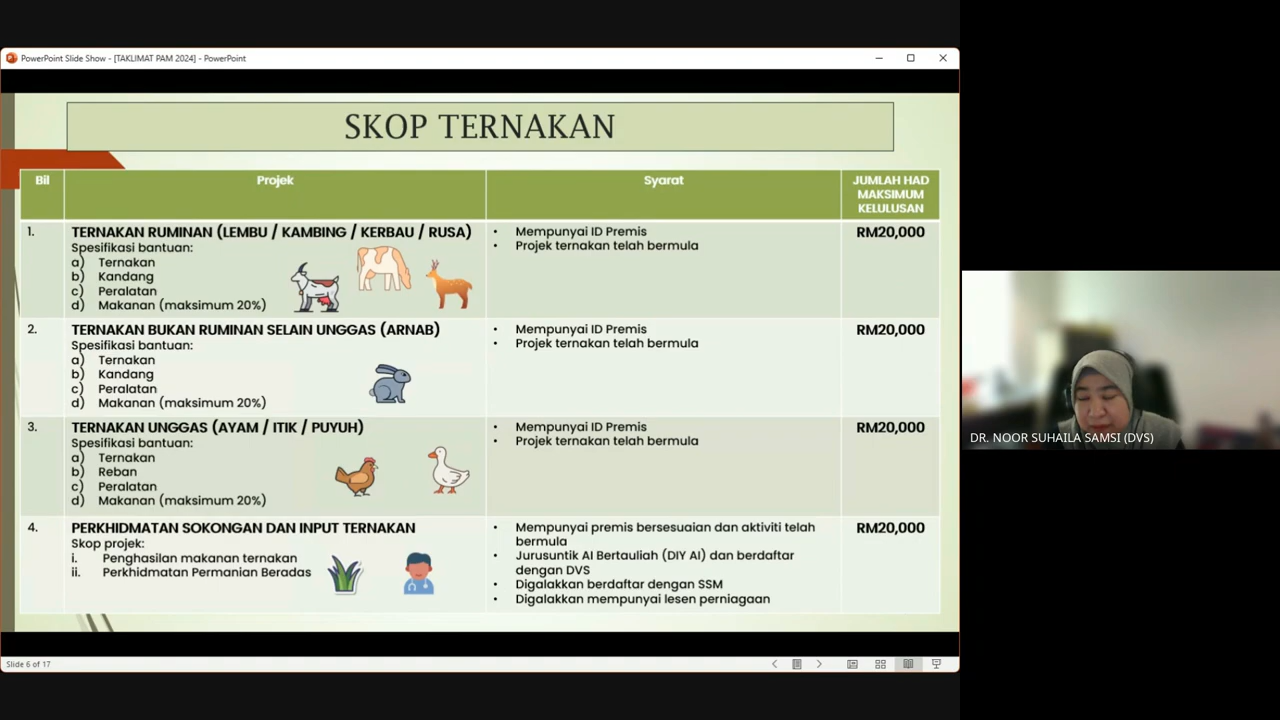 PowerPoint Slide Show - [TAKLIMAT PAM 2024] - PowerPoint
SKOP TERNAKAN
Bil
Projek
Syarat
JUMLAH HAD
MAKSIMUM
KELULUSAN
1.
TERNAKAN RUMINAN (LEMBU / KAMBING / KERBAU / RUSA)
Spesifikasi bantuan:
a) Ternakan
b) Kandang
c) Peralatan
d) Makanan (maksimum 20%)
• Mempunyai ID Premis
• Projek ternakan telah bermula
RM20,000
2.
TERNAKAN BUKAN RUMINAN SELAIN UNGGAS (ARNAB)
Spesifikasi bantuan:
a) Ternakan
b) Kandang
c) Peralatan
d) Makanan (maksimum 20%)
• Mempunyai ID Premis
• Projek ternakan telah bermula
RM20,000
3.
TERNAKAN UNGGAS (AYAM / ITIK / PUYUH)
Spesifikasi bantuan:
a) Ternakan
b) Reban
c) Peralatan
d) Makanan (maksimum 20%)
• Mempunyai ID Premis
• Projek ternakan telah bermula
RM20,000
4.
PERKHIDMATAN SOKONGAN DAN INPUT TERNAKAN
Skop projek:
i. Penghasilan makanan ternakan
ii. Perkhidmatan Permanian Beradas
• Mempunyai premis bersesuaian dan aktiviti telah
bermula
• Jurusuntik AI Bertauliah (DIY AI) dan berdaftar
dengan DVS
• Digalakkan berdaftar dengan SSM
• Digalakkan mempunyai lesen perniagaan
RM20,000
Slide 6 of 17
DR. NOOR SUHAILA SAMSI (DVS)